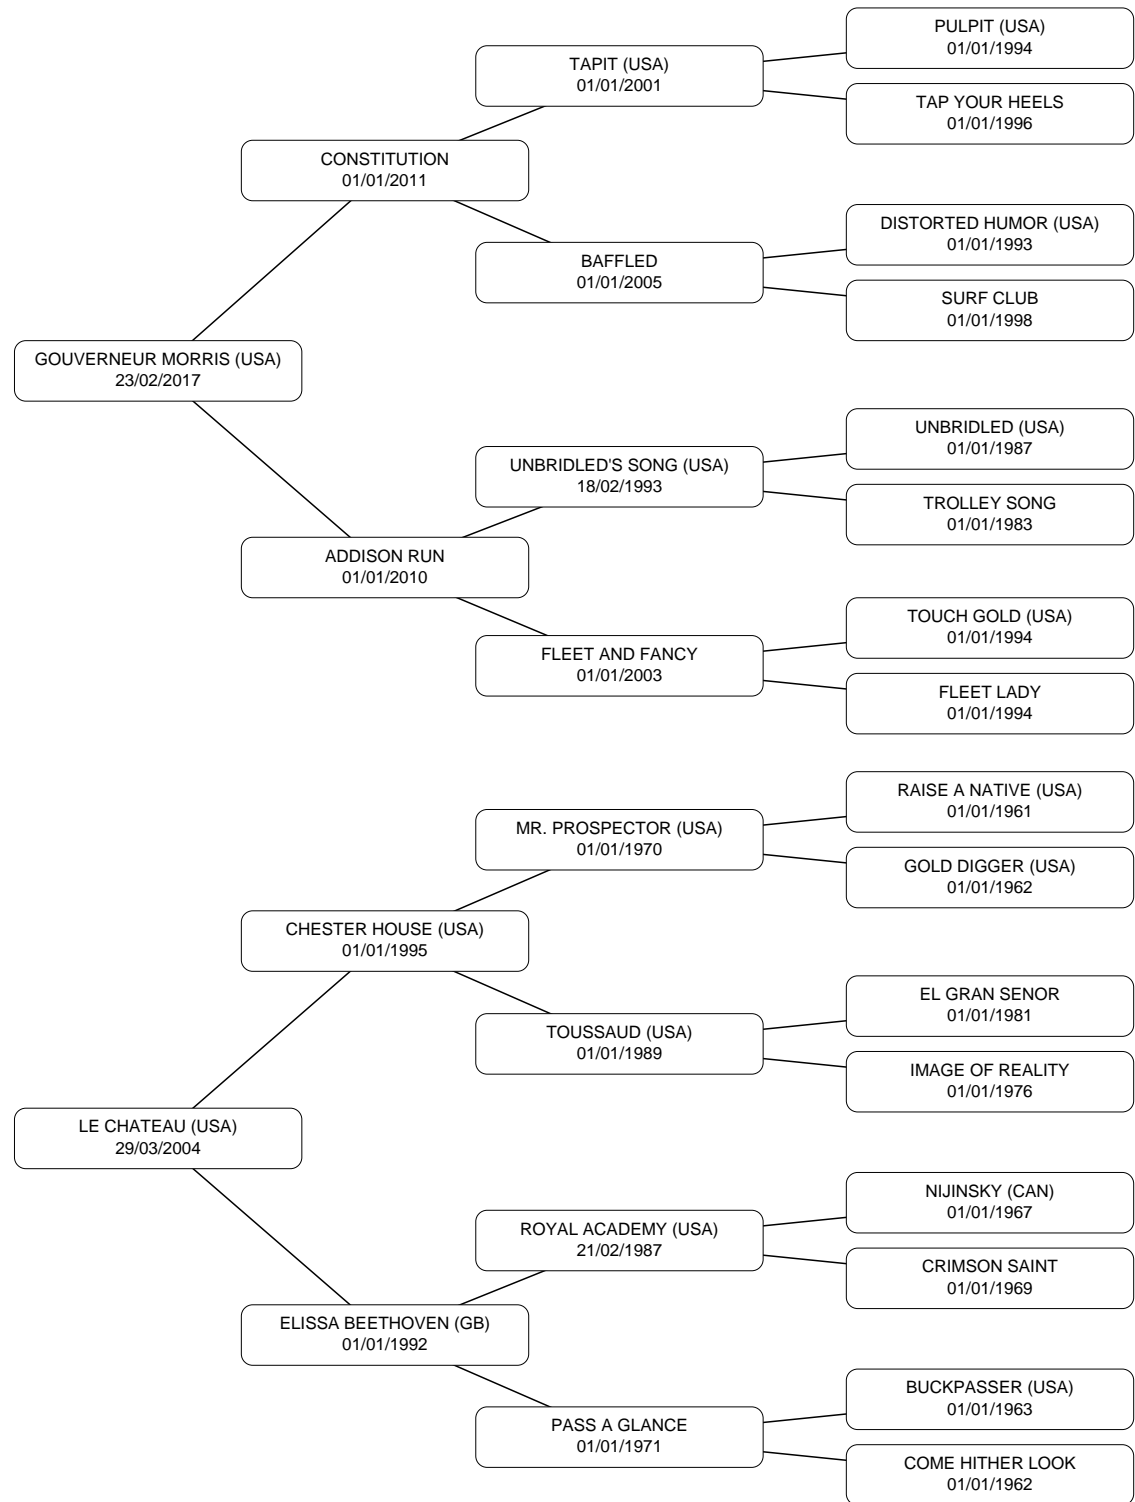 PULPIT (USA)
01/01/1994
TAPIT (USA)
01/01/2001
TAP YOUR HEELS
01/01/1996
CONSTITUTION
01/01/2011
DISTORTED HUMOR (USA)
01/01/1993
BAFFLED
01/01/2005
SURF CLUB
01/01/1998
GOUVERNEUR MORRIS (USA)
23/02/2017
UNBRIDLED (USA)
01/01/1987
UNBRIDLED'S SONG (USA)
18/02/1993
TROLLEY SONG
01/01/1983
ADDISON RUN
01/01/2010
TOUCH GOLD (USA)
01/01/1994
FLEET AND FANCY
01/01/2003
FLEET LADY
01/01/1994
RAISE A NATIVE (USA)
01/01/1961
MR. PROSPECTOR (USA)
01/01/1970
GOLD DIGGER (USA)
01/01/1962
CHESTER HOUSE (USA)
01/01/1995
EL GRAN SENOR
01/01/1981
TOUSSAUD (USA)
01/01/1989
IMAGE OF REALITY
01/01/1976
LE CHATEAU (USA)
29/03/2004
NIJINSKY (CAN)
01/01/1967
ROYAL ACADEMY (USA)
21/02/1987
CRIMSON SAINT
01/01/1969
ELISSA BEETHOVEN (GB)
01/01/1992
BUCKPASSER (USA)
01/01/1963
PASS A GLANCE
01/01/1971
COME HITHER LOOK
01/01/1962